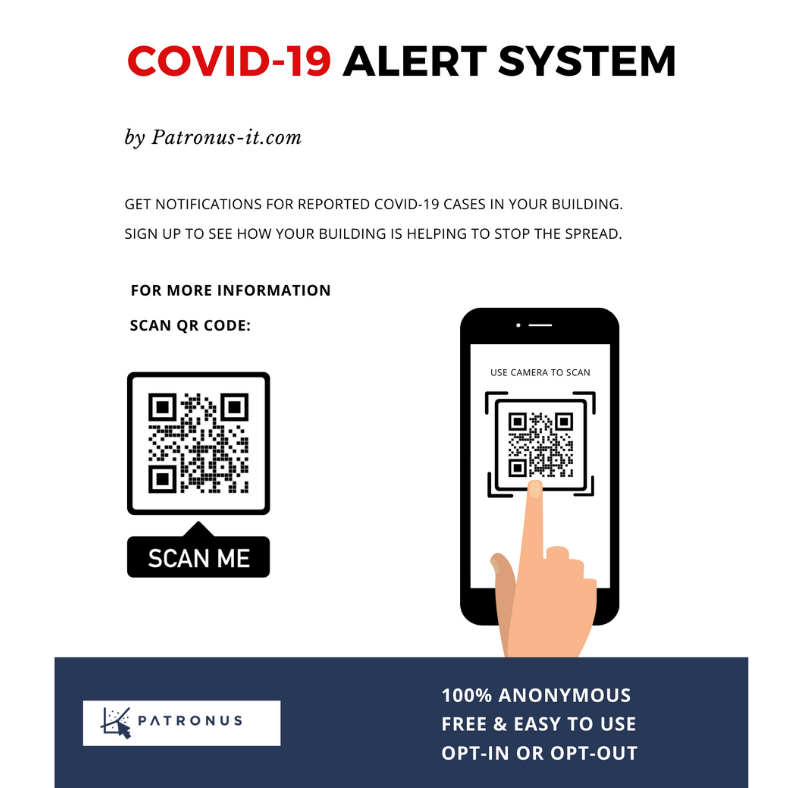 COVID-19 ALERT SYSTEM
by Patronus-it.com
GET NOTIFICATIONS FOR REPORTED COVID-19 CASES IN YOUR BUILDING.
SIGN UP TO SEE HOW YOUR BUILDING IS HELPING TO STOP THE SPREAD.
FOR MORE INFORMATION
SCAN QR CODE:
SCAN ME
USE CAMERA TO SCAN
PATRONUS
100% ANONYMOUS
FREE & EASY TO USE
OPT-IN OR OPT-OUT